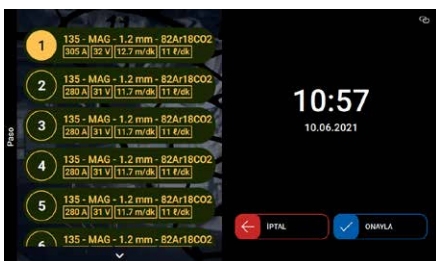 Paso
1
135 - MAG - 1.2 mm - 82Ar18CO2
305 A 32 V 12.7 m/dk 11 ℓ/dk
2
135 - MAG - 1.2 mm - 82Ar18CO2
280 A 31 V 11.7 m/dk 11 ℓ/dk
3
135 - MAG - 1.2 mm - 82Ar18CO2
280 A 31 V 11.7 m/dk 11 ℓ/dk
4
135 - MAG - 1.2 mm - 82Ar18CO2
280 A 31 V 11.7 m/dk 11 ℓ/dk
5
135 - MAG - 1.2 mm - 82Ar18CO2
280 A 31 V 11.7 m/dk 11 ℓ/dk
6
135 - MAG - 1.2 mm - 82Ar18CO2
10:57
10.06.2021
İPTAL
ONAYLA